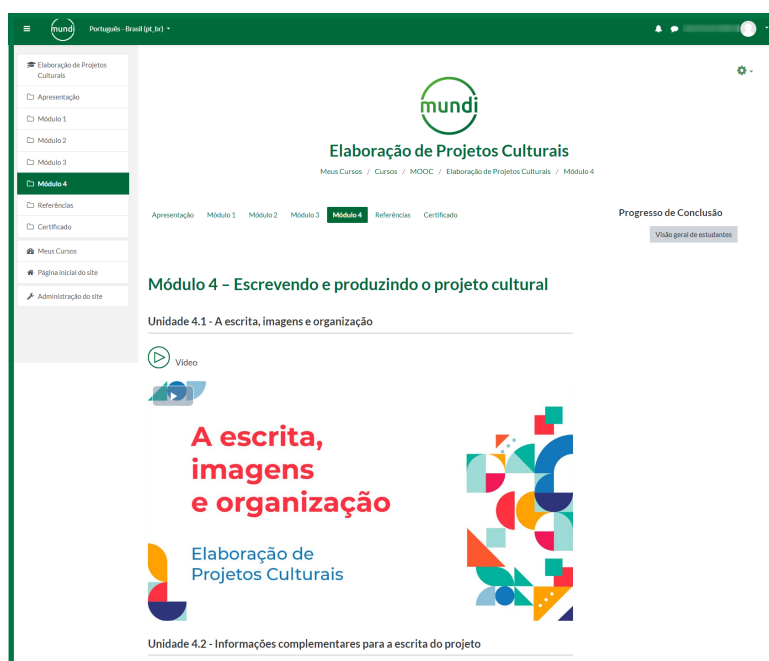 mundi
Português - Brasil (pt_br)
Elaboração de Projetos
Culturais
Apresentação
Módulo 1
Módulo 2
Módulo 3
Módulo 4
Referências
Certificado
Meus Cursos
Página inicial do site
Administração do site
mundi
Elaboração de Projetos Culturais
Meus Cursos / Cursos / MOOC / Elaboração de Projetos Culturais / Módulo 4
Apresentação Módulo 1 Módulo 2 Módulo 3 Módulo 4 Referências Certificado
Progresso de Conclusão
Visão geral de estudantes
Módulo 4 – Escrevendo e produzindo o projeto cultural
Unidade 4.1 - A escrita, imagens e organização
Vídeo
A escrita,
imagens
e organização
Elaboração de
Projetos Culturais
Unidade 4.2 - Informações complementares para a escrita do projeto